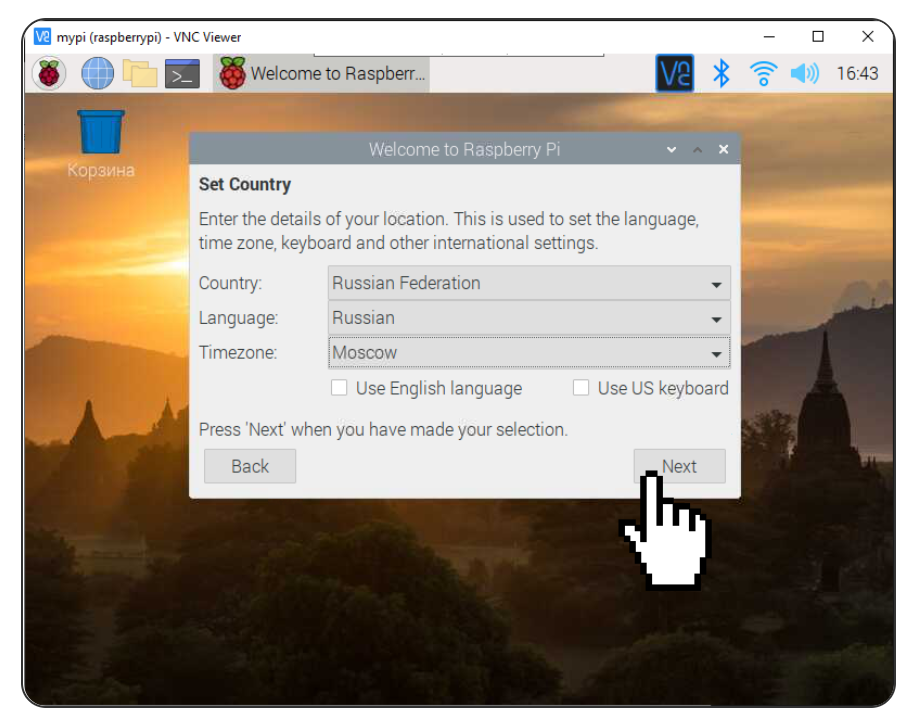 mypi (raspberrypi) - VNC Viewer
Welcome to Raspberr...
16:43
Корзина
Welcome to Raspberry Pi
Set Country
Enter the details of your location. This is used to set the language,
time zone, keyboard and other international settings.
Country: Russian Federation
Language: Russian
Timezone: Moscow
Use English language Use US keyboard
Press 'Next' when you have made your selection.
Back Next